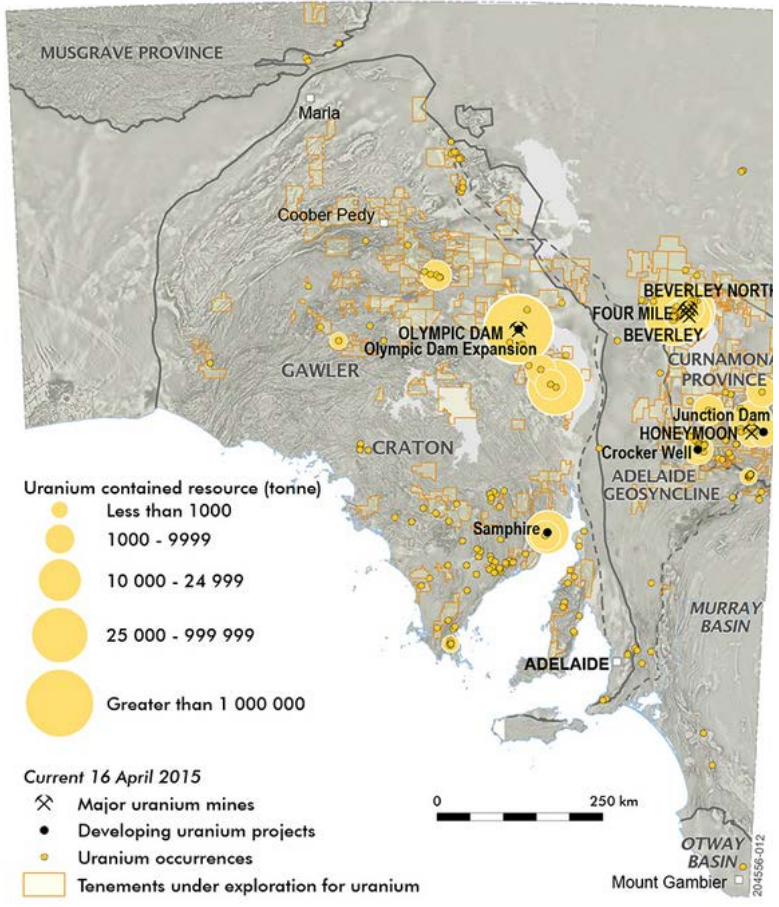 MUSGRAVE PROVINCE
Marla
Coober Pedy
BEVERLEY NORTH
FOUR MILE
BEVERLEY
OLYMPIC DAM
Olympic Dam Expansion
GAWLER
CURNAMONA
PROVINCE
Junction Dam
HONEYMOON
Crocker Well
CRATON
ADELAIDE
GEOSYNCLINE
Uranium contained resource (tonne)
Less than 1000
1000 - 9999
10 000 - 24 999
25 000 - 999 999
Greater than 1 000 000
Samphire
MURRAY
BASIN
ADELAIDE
Current 16 April 2015
Major uranium mines
Developing uranium projects
Uranium occurrences
Tenements under exploration for uranium
0 250 km
OTWAY
BASIN
Mount Gambier
204556-012